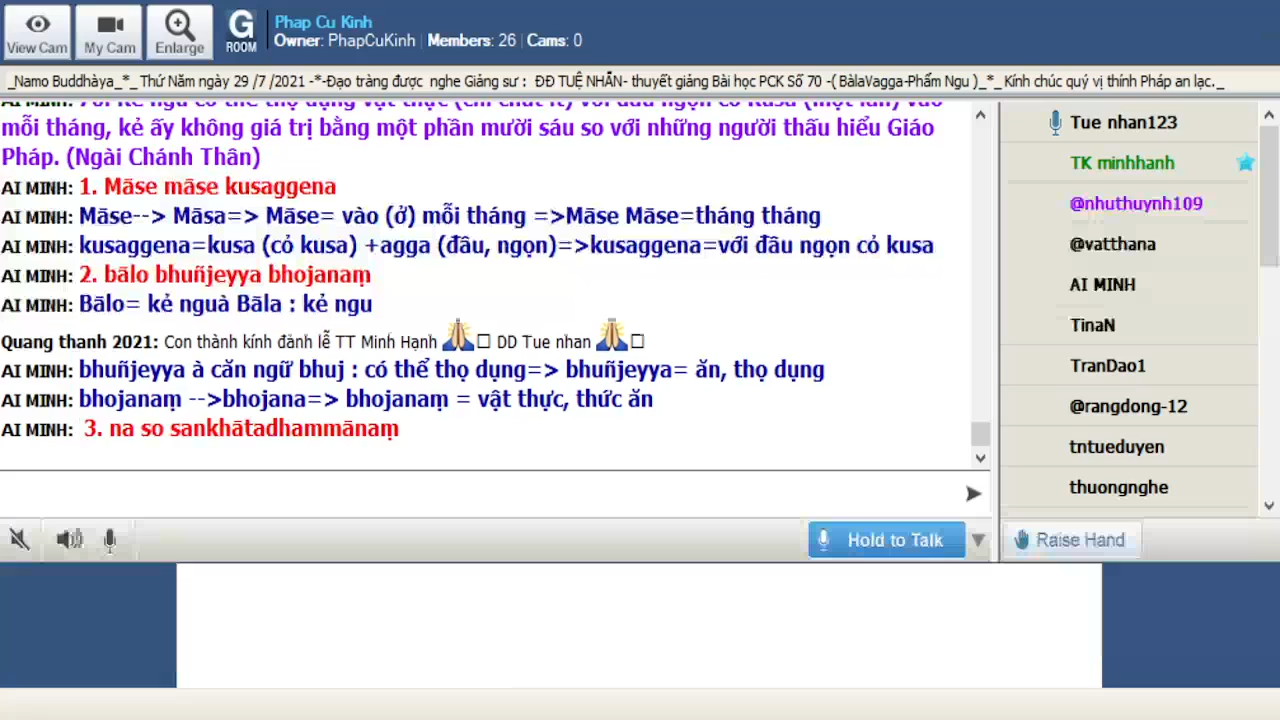 View Cam
My Cam
Enlarge
G
ROOM
Phap Cu Kinh
Owner: PhapCuKinh | Members: 26 | Cams: 0
_Namo Buddhàya_*_ Thứ Năm ngày 29 /7 /2021 -*-Đạo tràng được nghe Giảng sư : ĐĐ TUỆ NHẪN- thuyết giảng Bài học PCK Số 70 -( BàlaVagga-Phẩm Ngu )_*_ Kính chúc quý vị thính Pháp an lạc._
mỗi tháng, kẻ ấy không giá trị bằng một phần mười sáu so với những người thấu hiểu Giáo
Pháp. (Ngài Chánh Thân)
AI MINH: 1. Māse māse kusaggena
AI MINH: Māse--> Māsa=> Māse= vào (ở) mỗi tháng =>Māse Māse=tháng tháng
AI MINH: kusaggena=kusa (cỏ kusa) +agga (đầu, ngọn)=>kusaggena=với đầu ngọn cỏ kusa
AI MINH: 2. bālo bhuñjeyya bhojanaṃ
AI MINH: Bālo= kẻ nguà Bāla : kẻ ngu
Quang thanh 2021: Con thành kính đảnh lễ TT Minh Hạnh DD Tue nhan
AI MINH: bhuñjeyya à căn ngữ bhuj : có thể thọ dụng=> bhuñjeyya= ăn, thọ dụng
AI MINH: bhojanaṃ -->bhojana=> bhojanaṃ = vật thực, thức ăn
AI MINH: 3. na so sankhātadhammānaṃ
Tue nhan123
TK minhhanh
@nhuthuynh109
@vatthana
AI MINH
TinaN
TranDao1
@rangdong-12
tntueduyen
thuongnghe
Hold to Talk
Raise Hand